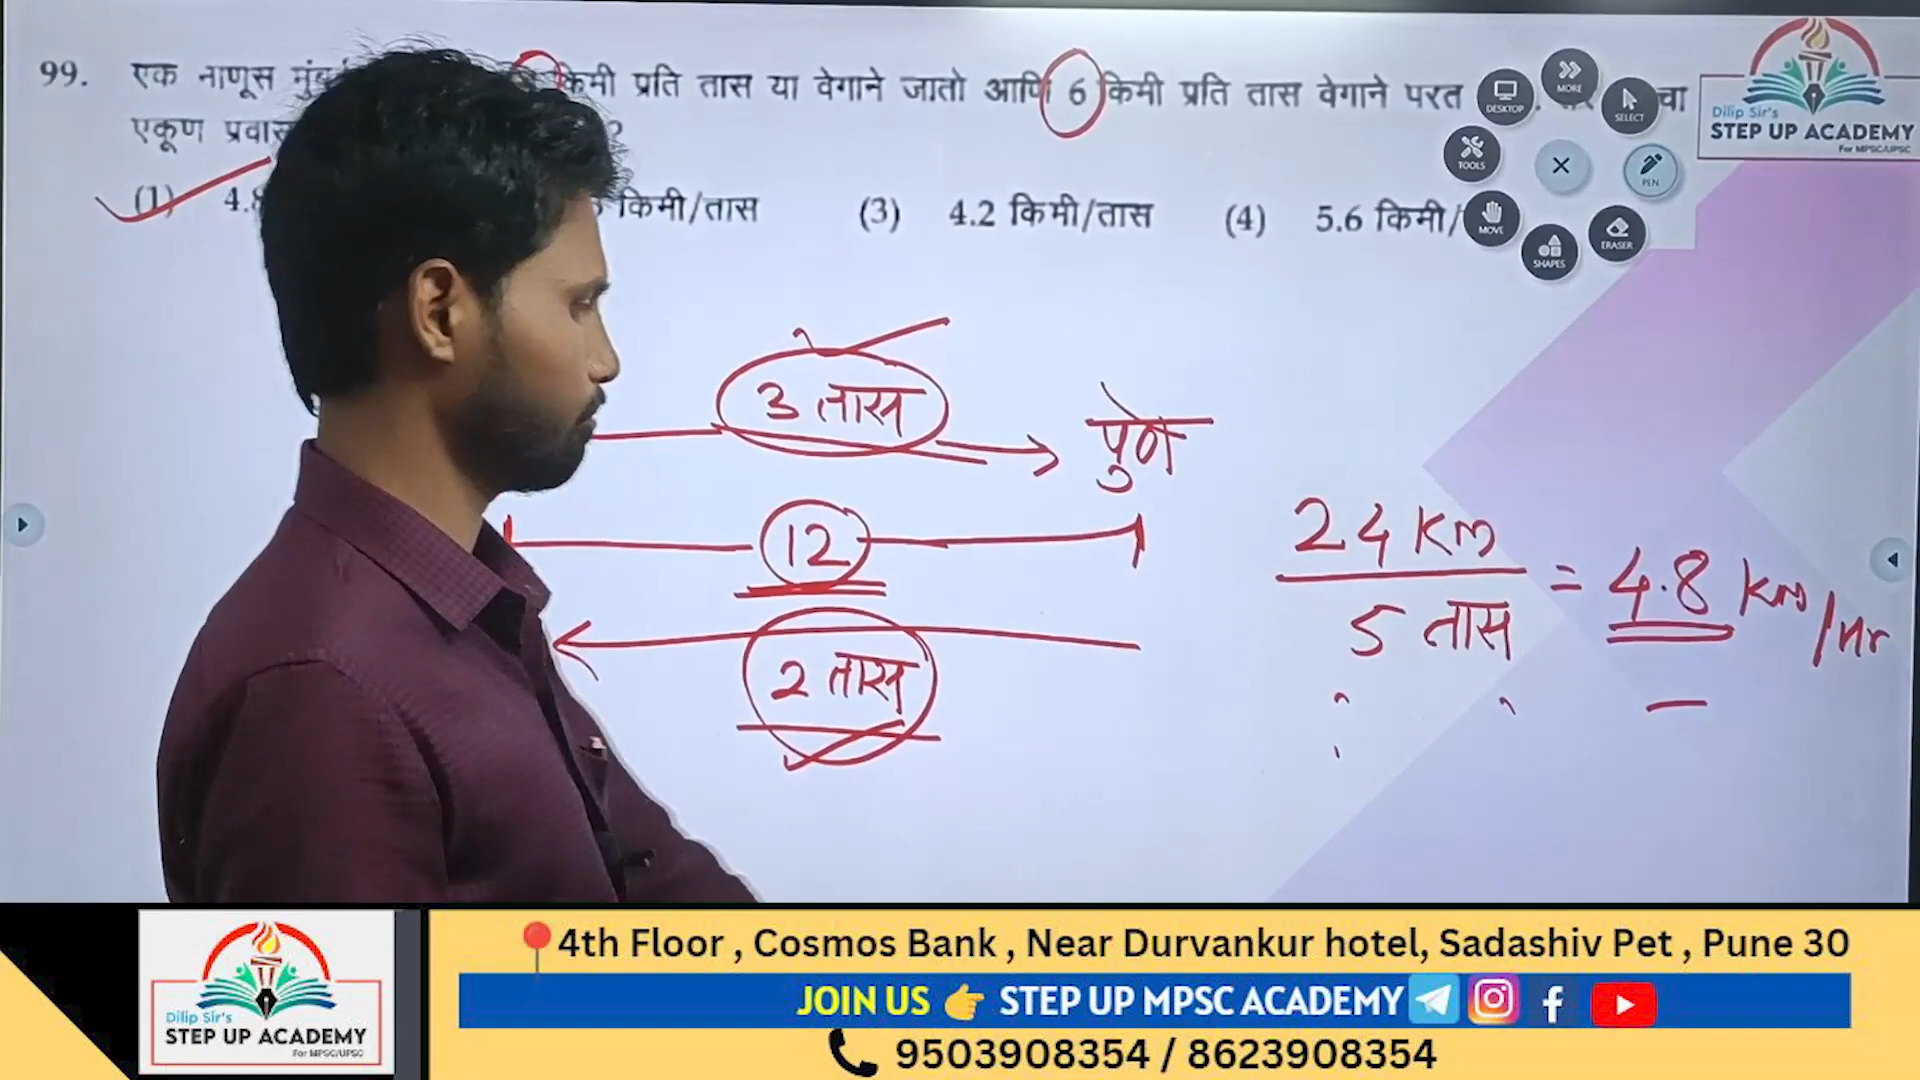 99. एक नाणूस किमी प्रति तास या वेगाने जातो आणि 6 किमी प्रति तास वेगाने परत
एकूण
(1) किमी/तास (3) 4.2 किमी/तास (4) 5.6 किमी/
DESKTOP
MORE
SELECT
TOOLS
PEN
MOVE
SHAPES
ERASER
Dilip Sir's
STEP UP ACADEMY
For MPSC/UPSC
3 तास
पुणे
12
2 तास
24 Km
5 तास
= 4.8 Km/Hr
Dilip Sir's
STEP UP ACADEMY
For MPSC/UPSC
4th Floor , Cosmos Bank , Near Durvankur hotel, Sadashiv Pet , Pune 30
JOIN US 👉 STEP UP MPSC ACADEMY
9503908354 / 8623908354